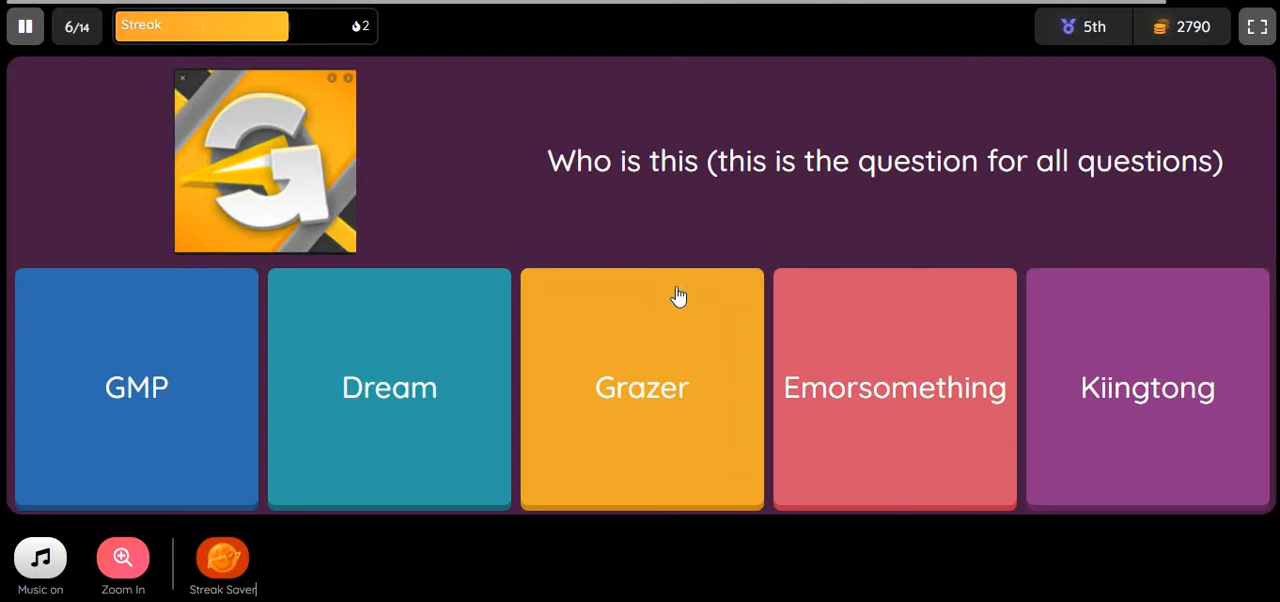 6/14
Streak
2
5th
2790
G
Who is this (this is the question for all questions)
GMP
Dream
Grazer
Emorsomething
Kiingtong
Music on
Zoom In
Streak Saver